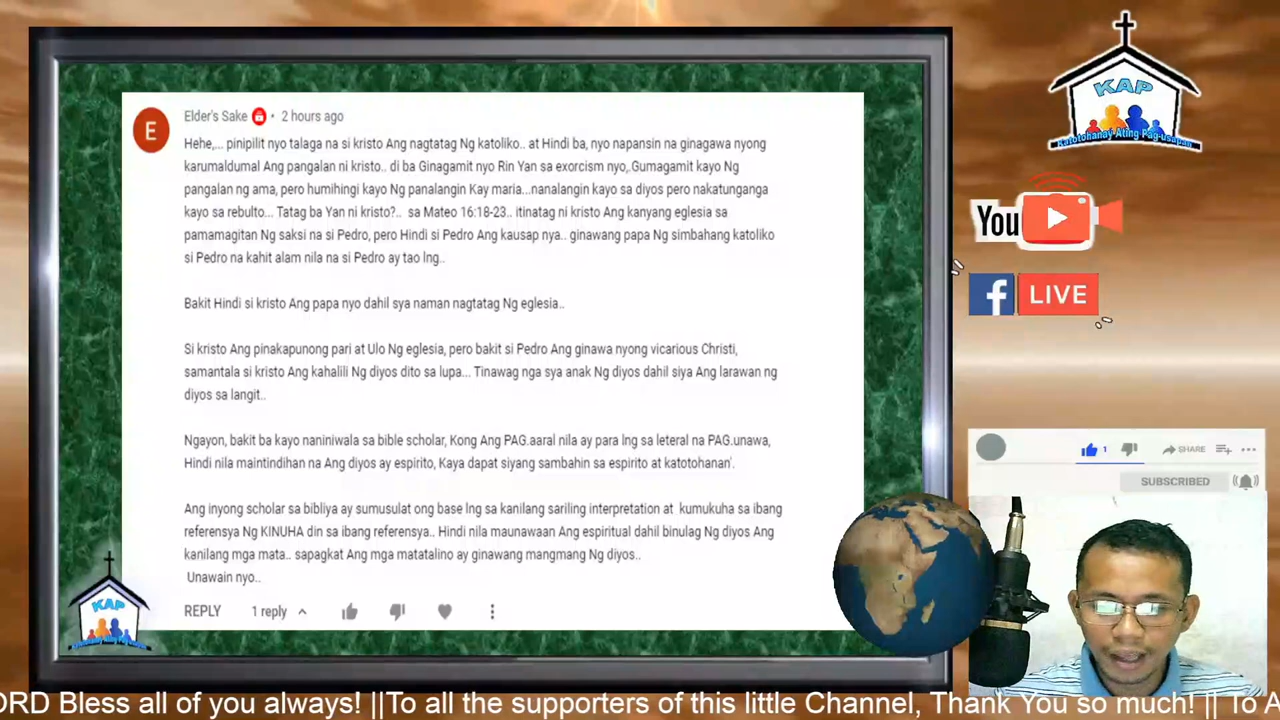 Elder's Sake • 2 hours ago
E
Hehe,... pinipilit nyo talaga na si kristo Ang nagtatag Ng katoliko.. at Hindi ba, nyo napansin na ginagawa nyong
karumaldumal Ang pangalan ni kristo.. di ba Ginagamit nyo Rin Yan sa exorcism nyo,.Gumagamit kayo Ng
pangalan ng ama, pero humihingi kayo Ng panalangin Kay maria...nanalangin kayo sa diyos pero nakatunganga
kayo sa rebulto... Tatag ba Yan ni kristo?.. sa Mateo 16:18-23.. itinatag ni kristo Ang kanyang eglesia sa
pamamagitan Ng saksi na si Pedro, pero Hindi si Pedro Ang kausap nya.. ginawang papa Ng simbahang katoliko
si Pedro na kahit alam nila na si Pedro ay tao lng..
Bakit Hindi si kristo Ang papa nyo dahil sya naman nagtatag Ng eglesia..
Si kristo Ang pinakapunong pari at Ulo Ng eglesia, pero bakit si Pedro Ang ginawa nyong vicarious Christi,
samantala si kristo Ang kahalili Ng diyos dito sa lupa... Tinawag nga sya anak Ng diyos dahil siya Ang larawan ng
diyos sa langit..
Ngayon, bakit ba kayo naniniwala sa bible scholar, Kong Ang PAG.aaral nila ay para lng sa leteral na PAG.unawa,
Hindi nila maintindihan na Ang diyos ay espirito, Kaya dapat siyang sambahin sa espirito at katotohanan'.
Ang inyong scholar sa bibliya ay sumusulat ong base lng sa kanilang sariling interpretation at kumukuha sa ibang
referensya Ng KINUHA din sa ibang referensya.. Hindi nila maunawaan Ang espiritual dahil binulag Ng diyos Ang
kanilang mga mata.. sapagkat Ang mga matatalino ay ginawang mangmang Ng diyos..
Unawain nyo..
REPLY 1 reply
KAP
KAP
Katotohanay Ating Pag-usapan
You
f LIVE
1 SHARE
SUBSCRIBED
ORD Bless all of you always! ||To all the supporters of this little Channel, Thank You so much! || To A